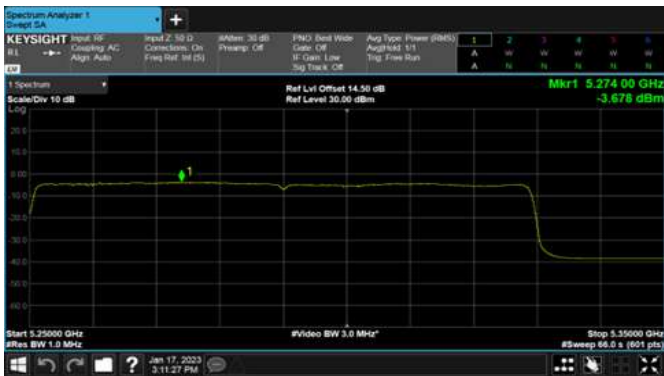 Spectrum Analyzer 1
Swept SA
+
KEYSIGHT
RL
Input: RF
Coupling: AC
Align: Auto
Input Z: 50 Ω
Corrections: On
Freq Ref: Int (S)
#Atten: 30 dB
Preamp: Off
PNO: Best Wide
Gate: Off
IF Gain: Low
Sig Track: Off
Avg Type: Power (RMS)
Avg|Hold: 1/1
Trig: Free Run
1 2 3 4 5 6
A W W W W W
A N N N N N
1 Spectrum
Scale/Div 10 dB
Log
Ref Lvl Offset 14.50 dB
Ref Level 30.00 dBm
Mkr1 5.274 00 GHz
-3.678 dBm
20.0
10.0
0.00
1
-10.0
-20.0
-30.0
-40.0
-50.0
-60.0
Start 5.25000 GHz
#Res BW 1.0 MHz
#Video BW 3.0 MHz*
Stop 5.35000 GHz
#Sweep 66.0 s (601 pts)
?
Jan 17, 2023
3:11:27 PM